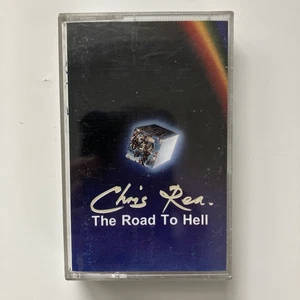 Chris Rea.
The Road To Hell